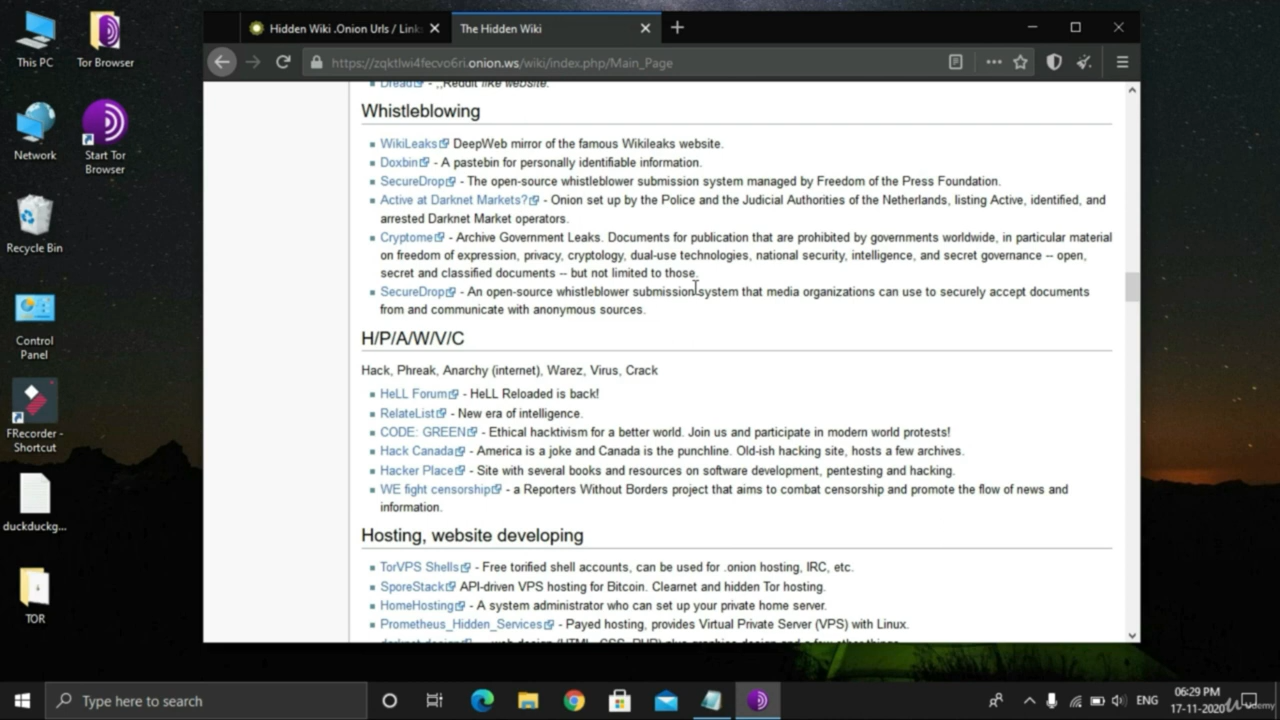 This PC
Tor Browser
Network
Start Tor
Browser
Recycle Bin
Control
Panel
FRecorder -
Shortcut
duckduckg...
TOR
Hidden Wiki .Onion Urls / Link
The Hidden Wiki
https://zqktlwi4fecvo6ri.onion.ws/wiki/index.php/Main_Page
Dread - ,,Reddit like website.
Whistleblowing
WikiLeaks DeepWeb mirror of the famous Wikileaks website.
Doxbin - A pastebin for personally identifiable information.
SecureDrop - The open-source whistleblower submission system managed by Freedom of the Press Foundation.
Active at Darknet Markets? - Onion set up by the Police and the Judicial Authorities of the Netherlands, listing Active, identified, and
arrested Darknet Market operators.
Cryptome - Archive Government Leaks. Documents for publication that are prohibited by governments worldwide, in particular material
on freedom of expression, privacy, cryptology, dual-use technologies, national security, intelligence, and secret governance -- open,
secret and classified documents -- but not limited to those.
SecureDrop - An open-source whistleblower submission system that media organizations can use to securely accept documents
from and communicate with anonymous sources.
H/P/A/W/V/C
Hack, Phreak, Anarchy (internet), Warez, Virus, Crack
HeLL Forum - HeLL Reloaded is back!
RelateList - New era of intelligence.
CODE: GREEN - Ethical hacktivism for a better world. Join us and participate in modern world protests!
Hack Canada - America is a joke and Canada is the punchline. Old-ish hacking site, hosts a few archives.
Hacker Place - Site with several books and resources on software development, pentesting and hacking.
WE fight censorship - a Reporters Without Borders project that aims to combat censorship and promote the flow of news and
information.
Hosting, website developing
TorVPS Shells - Free torified shell accounts, can be used for .onion hosting, IRC, etc.
SporeStack API-driven VPS hosting for Bitcoin. Clearnet and hidden Tor hosting.
HomeHosting - A system administrator who can set up your private home server.
Prometheus_Hidden_Services - Payed hosting, provides Virtual Private Server (VPS) with Linux.
Type here to search
ENG
06:29 PM
17-11-2020
Udemy